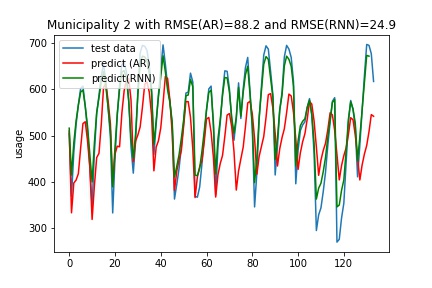 Municipality 2 with RMSE(AR)=88.2 and RMSE(RNN)=24.9
test data
predict (AR)
predict(RNN)
usage
700
600
500
400
300
0 20 40 60 80 100 120